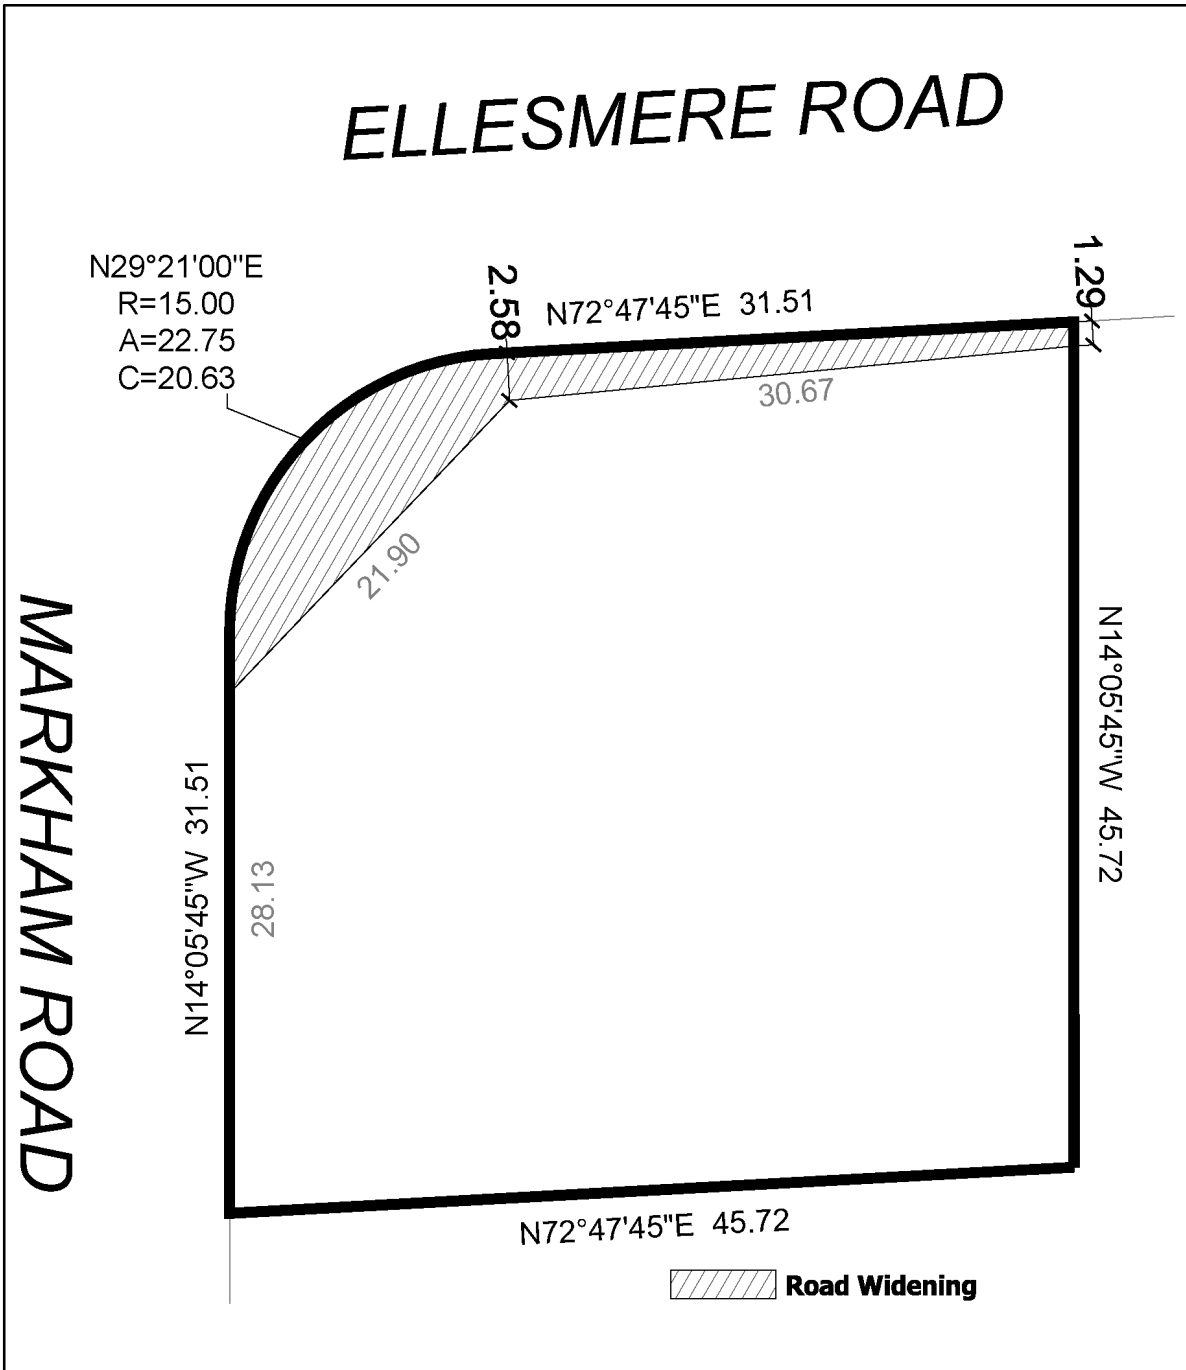 ELLESMERE ROAD
N29°21'00"E
R=15.00
A=22.75
C=20.63
2.58
N72°47'45"E 31.51
1.29
30.67
21.90
MARKHAM ROAD
N14°05'45"W 31.51
28.13
N14°05'45"W 45.72
N72°47'45"E 45.72
Road Widening